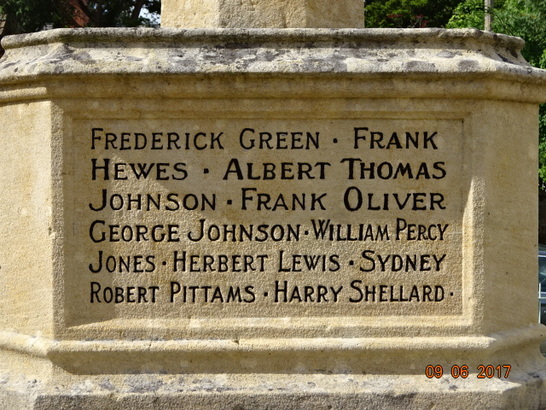 FREDERICK GREEN · FRANK
HEWES · ALBERT THOMAS
JOHNSON · FRANK OLIVER
GEORGE JOHNSON · WILLIAM PERCY
JONES · HERBERT LEWIS · SYDNEY
ROBERT PITTAMS · HARRY SHELLARD ·
09 06 2017